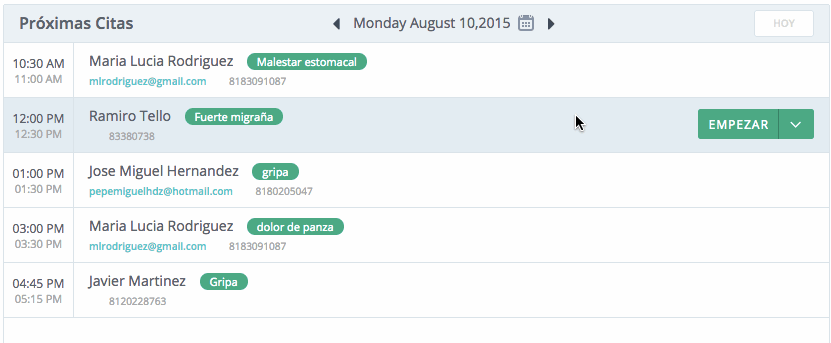 Próximas Citas Monday August 10,2015 HOY
10:30 AM Maria Lucia Rodriguez Malestar estomacal
11:00 AM mlrodriguez@gmail.com 8183091087
12:00 PM Ramiro Tello Fuerte migraña EMPEZAR
12:30 PM 83380738
01:00 PM Jose Miguel Hernandez gripa
01:30 PM pepemiguelhdz@hotmail.com 8180205047
03:00 PM Maria Lucia Rodriguez dolor de panza
03:30 PM mlrodriguez@gmail.com 8183091087
04:45 PM Javier Martinez Gripa
05:15 PM 8120228763